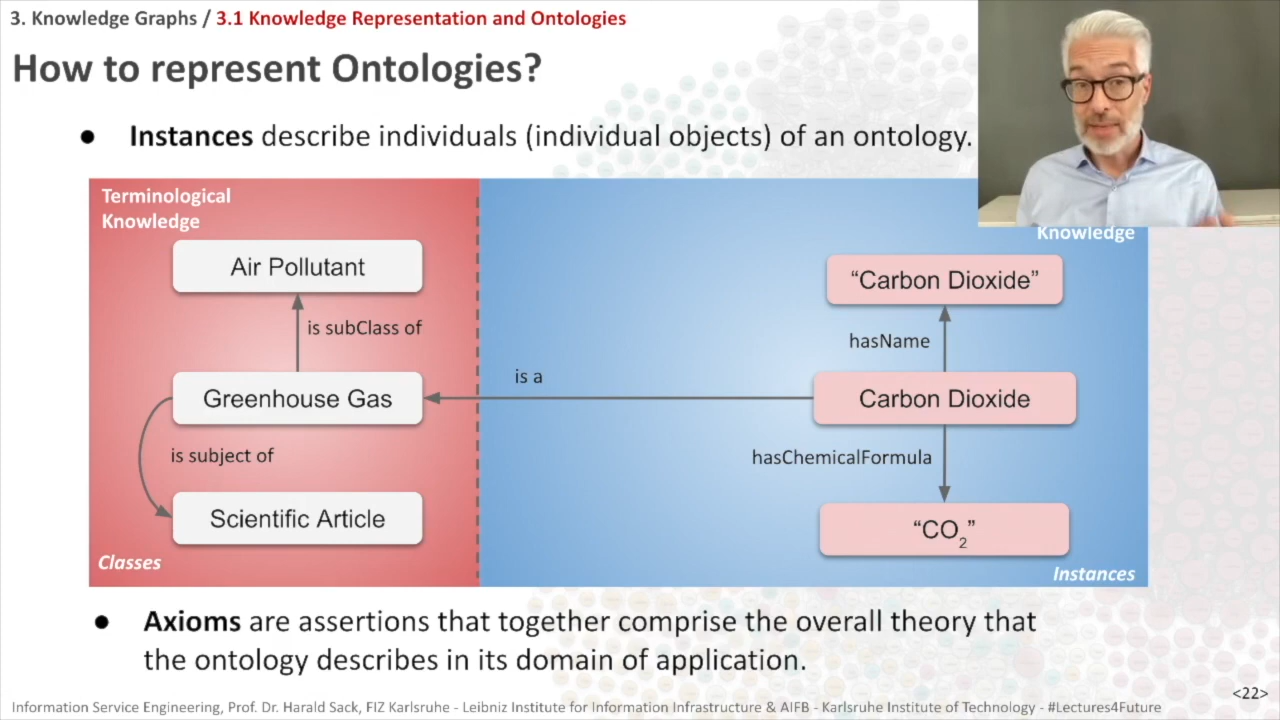 3. Knowledge Graphs / 3.1 Knowledge Representation and Ontologies
How to represent Ontologies?
● Instances describe individuals (individual objects) of an ontology.
Terminological
Knowledge
Knowledge
Air Pollutant
“Carbon Dioxide”
is subClass of
hasName
is a
Greenhouse Gas
Carbon Dioxide
is subject of
hasChemicalFormula
Scientific Article
“CO₂”
Classes
Instances
● Axioms are assertions that together comprise the overall theory that
the ontology describes in its domain of application.
<22>
Information Service Engineering, Prof. Dr. Harald Sack, FIZ Karlsruhe - Leibniz Institute for Information Infrastructure & AIFB - Karlsruhe Institute of Technology - #Lectures4Future